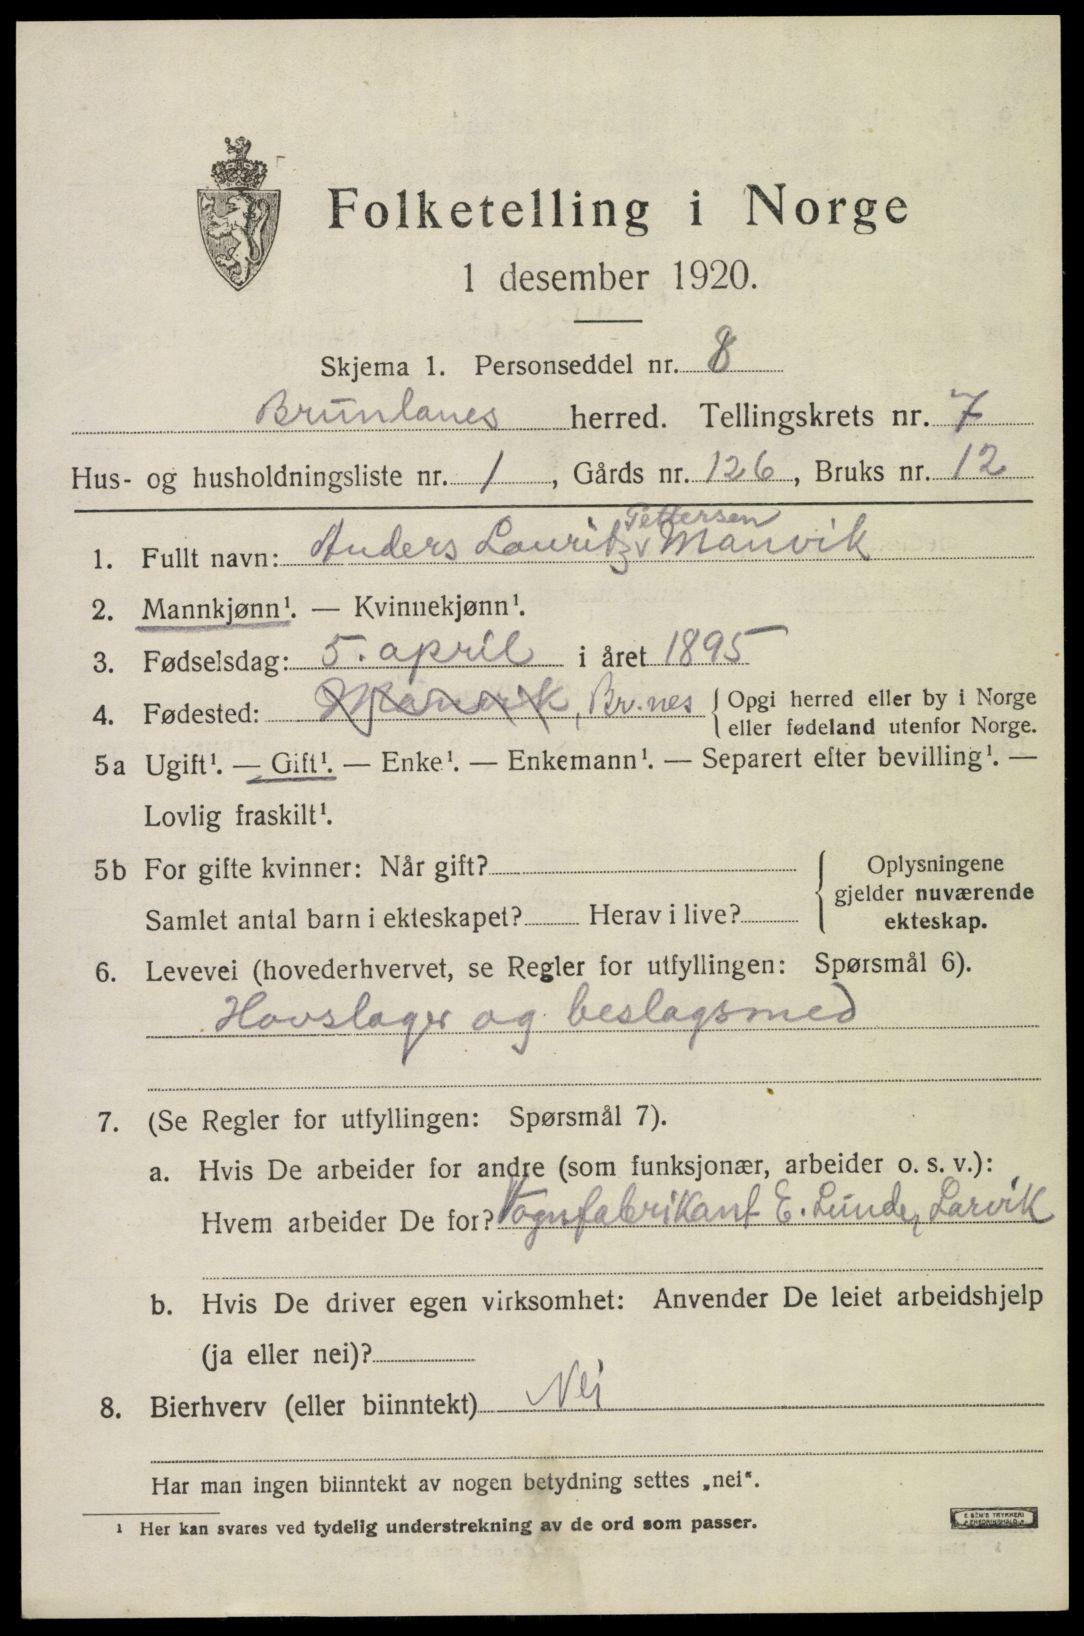 Folketelling i Norge
1 desember 1920.
Skjema 1. Personseddel nr. 8
Brunlanes herred. Tellingskrets nr. 7
Hus- og husholdningsliste nr. 1, Gårds nr. 126, Bruks nr. 12
Pettersen
1. Fullt navn: Anders Lauritz v Manvik
2. Mannkjønn¹. — Kvinnekjønn¹.
3. Fødselsdag: 5. april i året 1895
4. Fødested: Manvik, Br.nes { Opgi herred eller by i Norge
eller fødeland utenfor Norge.
5a Ugift¹. — Gift¹. — Enke¹. — Enkemann¹. — Separert efter bevilling¹. —
Lovlig fraskilt¹.
5b For gifte kvinner: Når gift?
Samlet antal barn i ekteskapet? Herav i live?
Oplysningene
gjelder nuværende
ekteskap.
6. Levevei (hovederhvervet, se Regler for utfyllingen: Spørsmål 6).
Hovslager og beslagsmed
7. (Se Regler for utfyllingen: Spørsmål 7).
a. Hvis De arbeider for andre (som funksjonær, arbeider o. s. v.):
Hvem arbeider De for? Vognfabrikant E. Lunde, Larvik
b. Hvis De driver egen virksomhet: Anvender De leiet arbeidshjelp
(ja eller nei)?
8. Bierhverv (eller biinntekt) Nei
Har man ingen biinntekt av nogen betydning settes „nei".
¹ Her kan svares ved tydelig understrekning av de ord som passer.